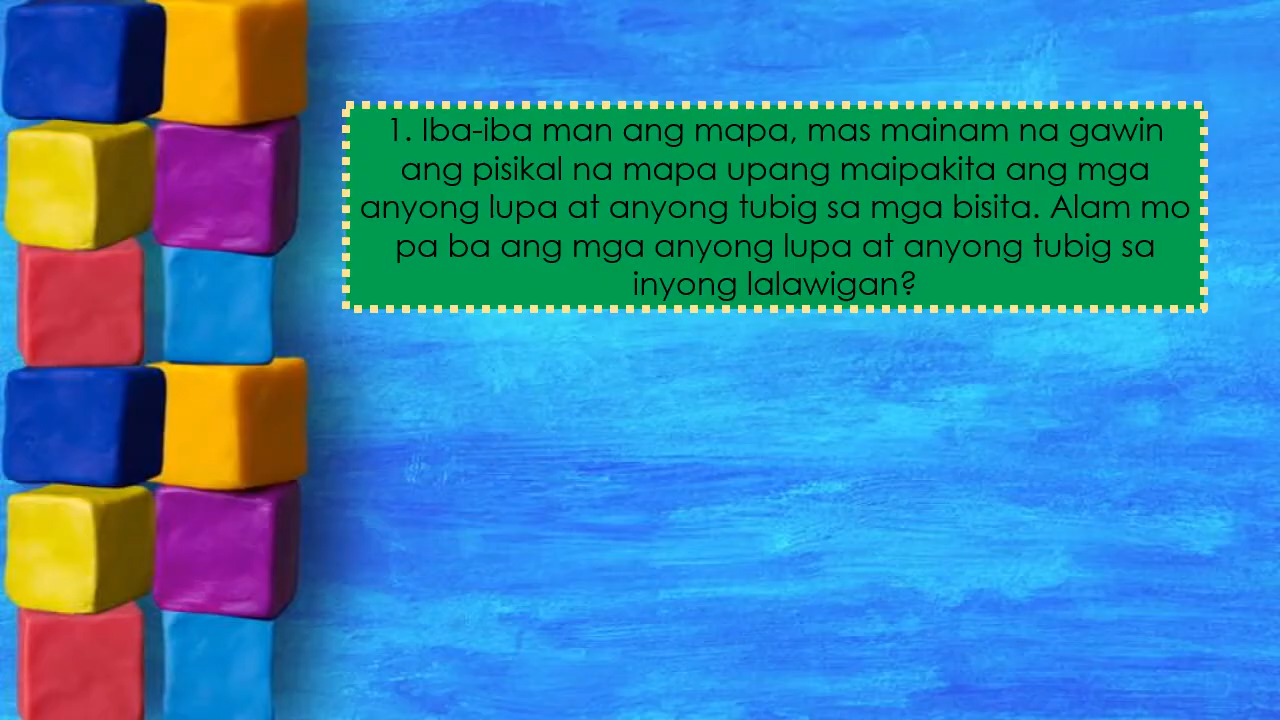 1. Iba-iba man ang mapa, mas mainam na gawin
ang pisikal na mapa upang maipakita ang mga
anyong lupa at anyong tubig sa mga bisita. Alam mo
pa ba ang mga anyong lupa at anyong tubig sa
inyong lalawigan?